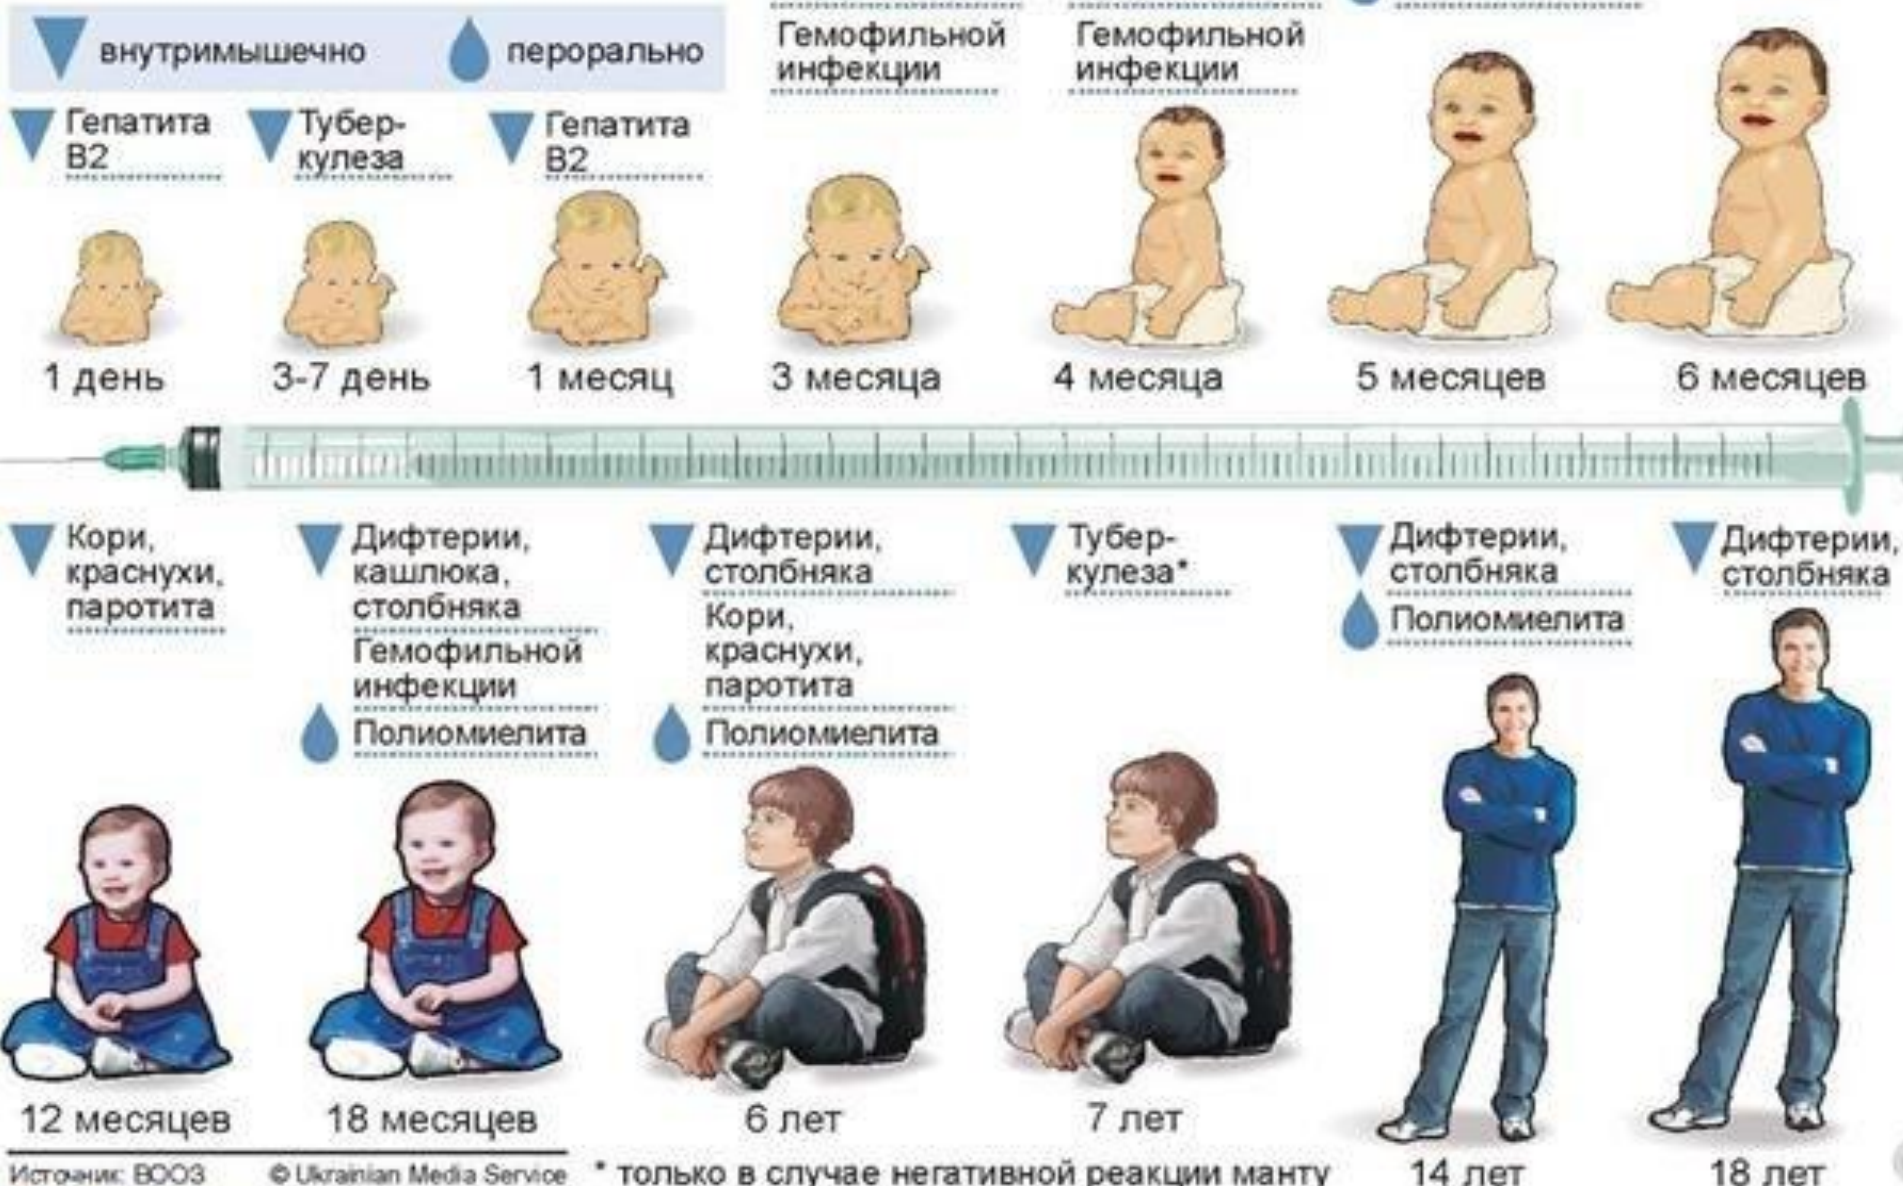 внутримышечно
перорально
Гемофильной
инфекции
Гемофильной
инфекции
Гепатита
В2
Тубер-
кулеза
Гепатита
В2
1 день
3-7 день
1 месяц
3 месяца
4 месяца
5 месяцев
6 месяцев
Кори,
краснухи,
паротита
Дифтерии,
кашлюка,
столбняка
Гемофильной
инфекции
Полиомиелита
Дифтерии,
столбняка
Кори,
краснухи,
паротита
Полиомиелита
Тубер-
кулеза*
Дифтерии,
столбняка
Полиомиелита
Дифтерии,
столбняка
12 месяцев
18 месяцев
6 лет
7 лет
14 лет
18 лет
Источник: ВООЗ
© Ukrainian Media Service
* только в случае негативной реакции манту